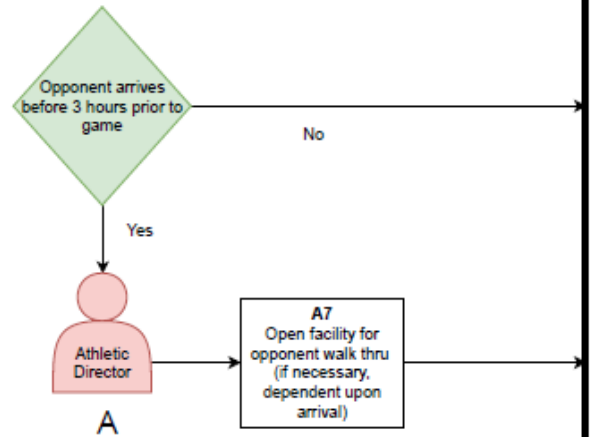 Opponent arrives
before 3 hours prior to
game
No
Yes
Athletic
Director
A
A7
Open facility for
opponent walk thru
(if necessary,
dependent upon
arrival)